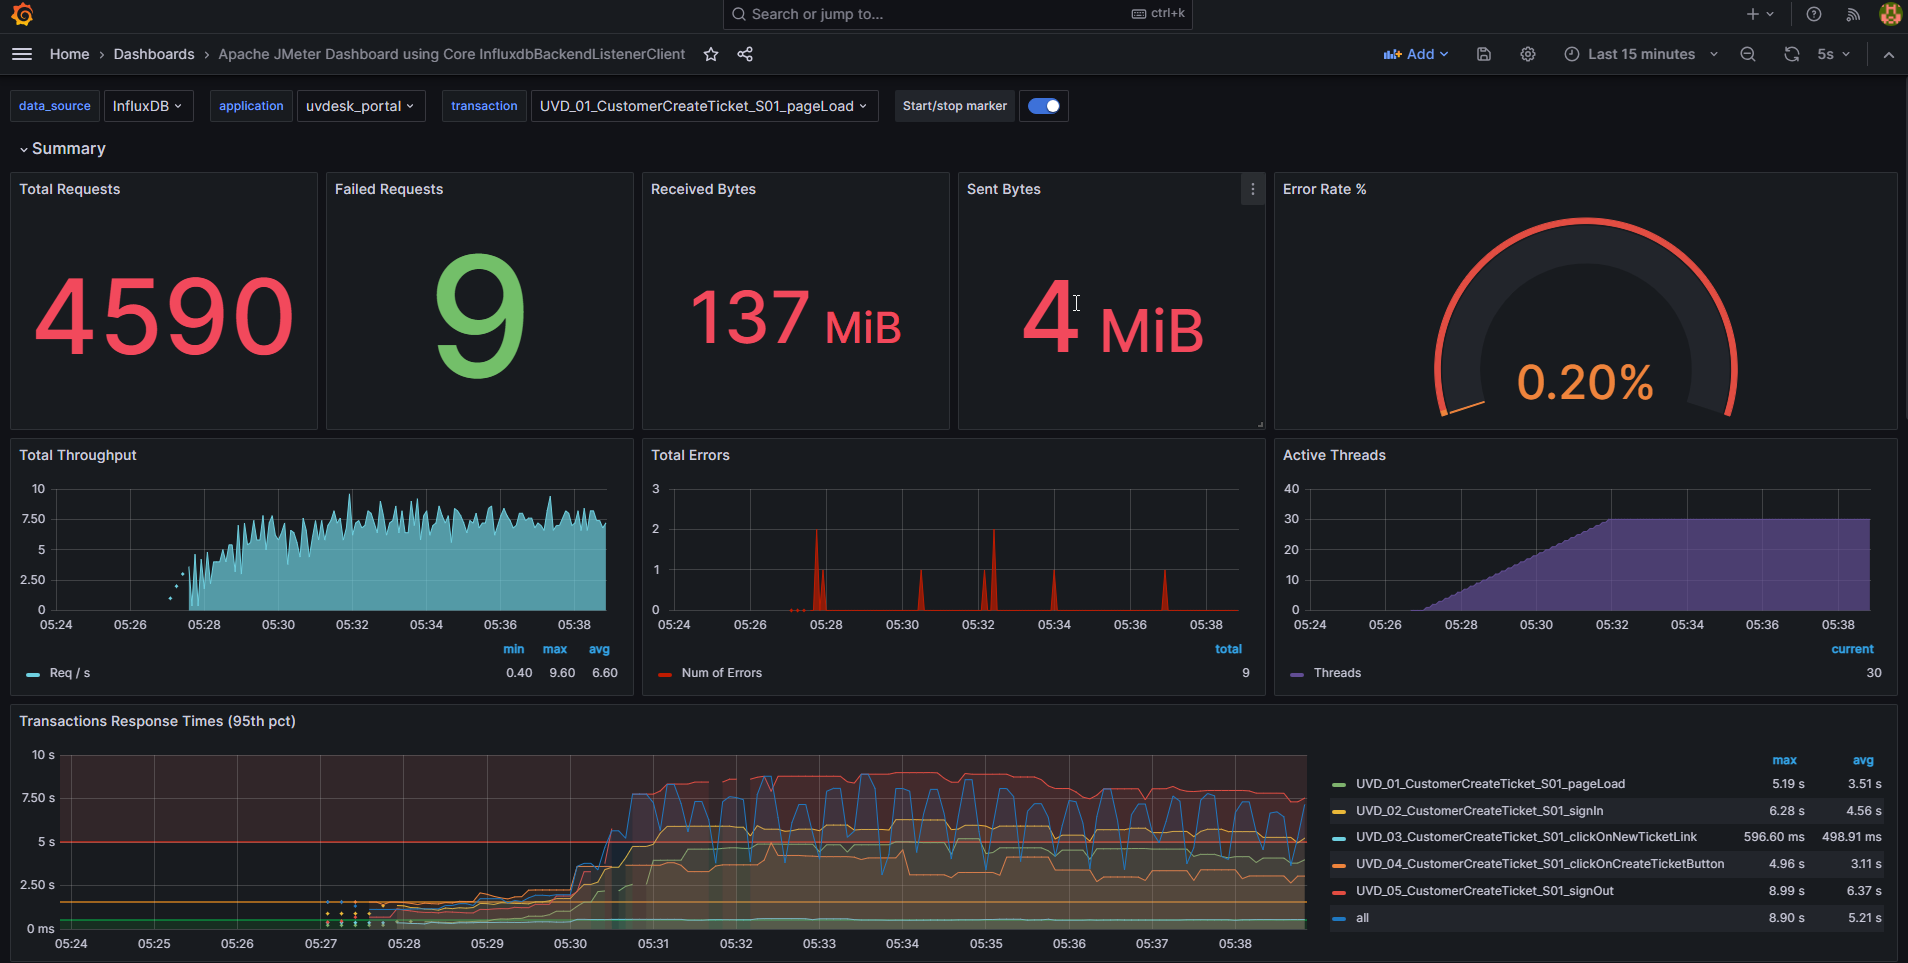 Search or jump to...
ctrl+k
Home › Dashboards › Apache JMeter Dashboard using Core InfluxdbBackendListenerClient
Add
Last 15 minutes
5s
data_source InfluxDB application uvdesk_portal transaction UVD_01_CustomerCreateTicket_S01_pageLoad Start/stop marker
Summary
Total Requests
4590
Failed Requests
9
Received Bytes
137 MiB
Sent Bytes
4 MiB
Error Rate %
0.20%
Total Throughput
10
7.50
5
2.50
0
05:24 05:26 05:28 05:30 05:32 05:34 05:36 05:38
min max avg
Req / s 0.40 9.60 6.60
Total Errors
3
2
1
0
05:24 05:26 05:28 05:30 05:32 05:34 05:36 05:38
total
Num of Errors 9
Active Threads
40
30
20
10
0
05:24 05:26 05:28 05:30 05:32 05:34 05:36 05:38
current
Threads 30
Transactions Response Times (95th pct)
10 s
7.50 s
5 s
2.50 s
0 ms
05:24 05:25 05:26 05:27 05:28 05:29 05:30 05:31 05:32 05:33 05:34 05:35 05:36 05:37 05:38
max avg
UVD_01_CustomerCreateTicket_S01_pageLoad 5.19 s 3.51 s
UVD_02_CustomerCreateTicket_S01_signIn 6.28 s 4.56 s
UVD_03_CustomerCreateTicket_S01_clickOnNewTicketLink 596.60 ms 498.91 ms
UVD_04_CustomerCreateTicket_S01_clickOnCreateTicketButton 4.96 s 3.11 s
UVD_05_CustomerCreateTicket_S01_signOut 8.99 s 6.37 s
all 8.90 s 5.21 s